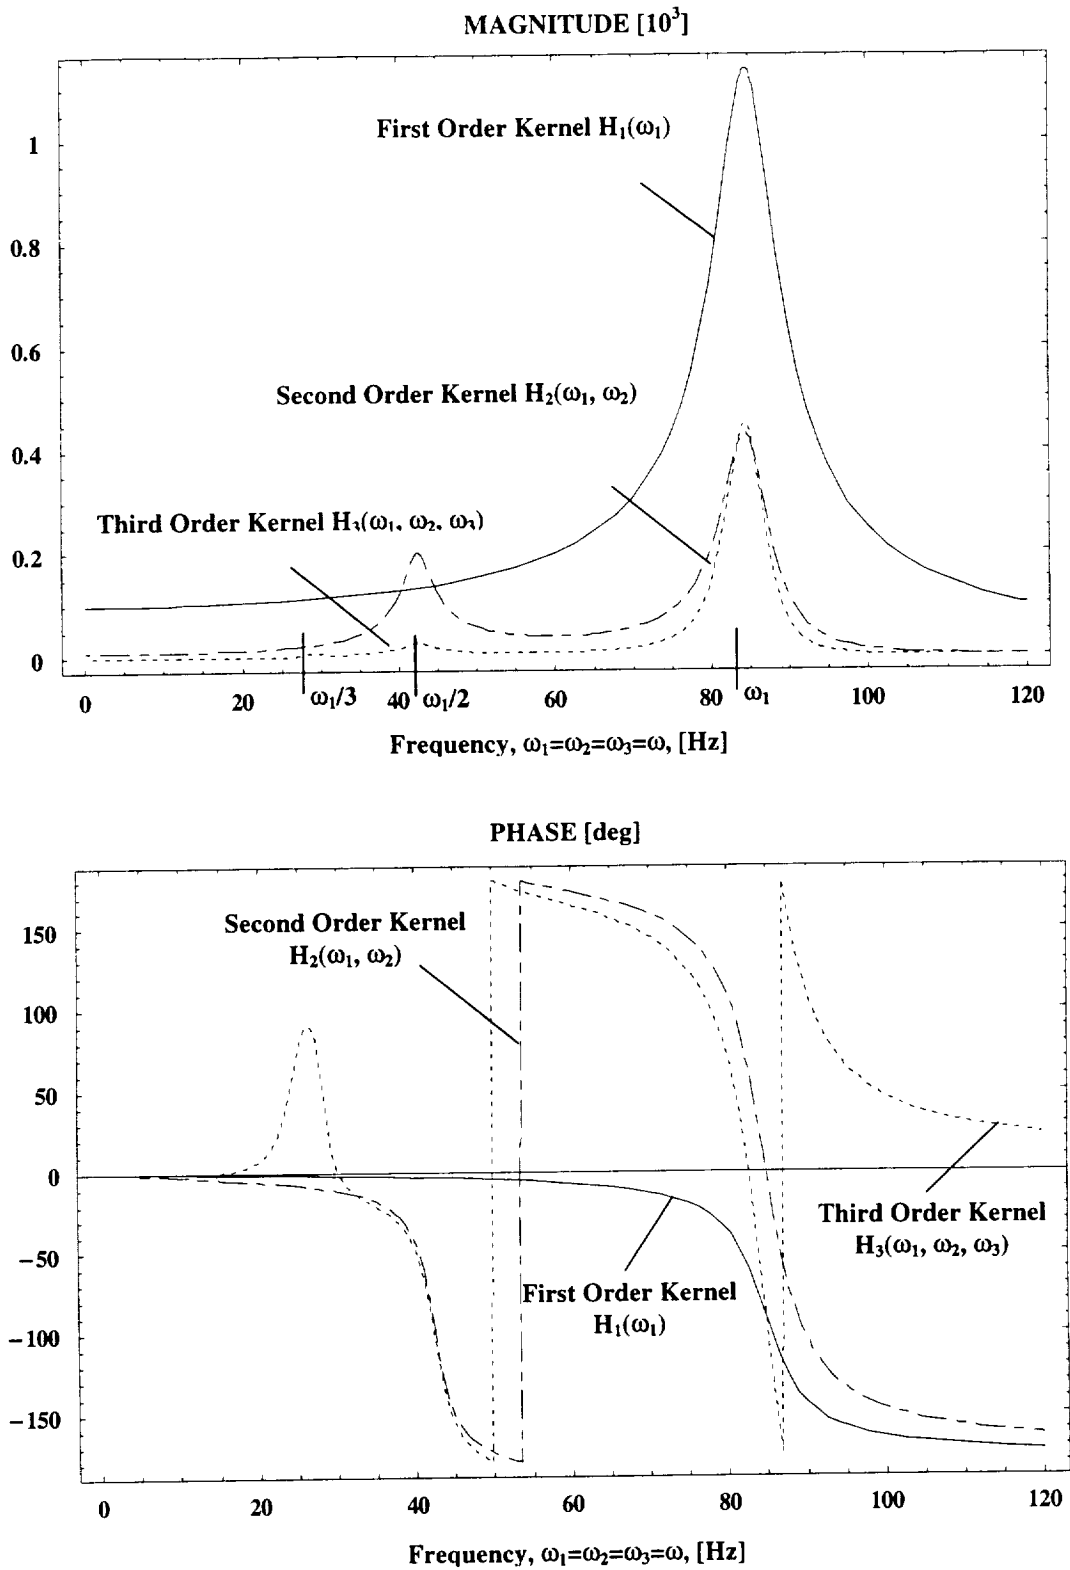 MAGNITUDE [10³]
First Order Kernel H₁(ω₁)
1
0.8
0.6
Second Order Kernel H₂(ω₁, ω₂)
0.4
Third Order Kernel H₃(ω₁, ω₂, ω₃)
0.2
0
0 20 ω₁/3 40 ω₁/2 60 80 ω₁ 100 120
Frequency, ω₁=ω₂=ω₃=ω, [Hz]
PHASE [deg]
Second Order Kernel
H₂(ω₁, ω₂)
150
100
50
0
Third Order Kernel
H₃(ω₁, ω₂, ω₃)
−50
First Order Kernel
H₁(ω₁)
−100
−150
0 20 40 60 80 100 120
Frequency, ω₁=ω₂=ω₃=ω, [Hz]